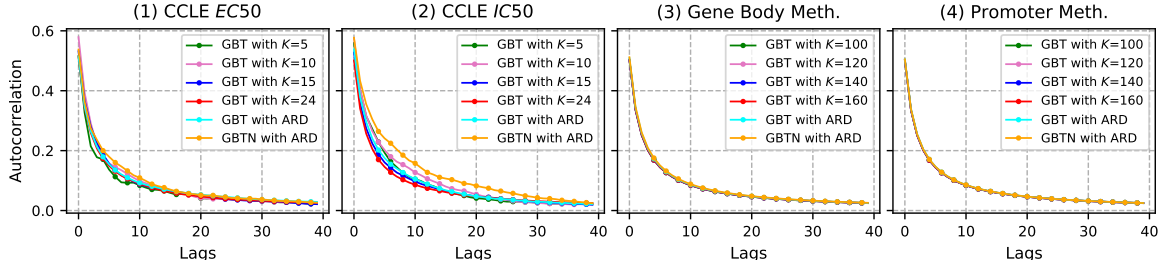 (1) CCLE EC50
(2) CCLE IC50
(3) Gene Body Meth.
(4) Promoter Meth.
Autocorrelation
0.6
0.4
0.2
0.0
GBT with K=5
GBT with K=10
GBT with K=15
GBT with K=24
GBT with ARD
GBTN with ARD
GBT with K=5
GBT with K=10
GBT with K=15
GBT with K=24
GBT with ARD
GBTN with ARD
GBT with K=100
GBT with K=120
GBT with K=140
GBT with K=160
GBT with ARD
GBTN with ARD
GBT with K=100
GBT with K=120
GBT with K=140
GBT with K=160
GBT with ARD
GBTN with ARD
0 10 20 30 40
0 10 20 30 40
0 10 20 30 40
0 10 20 30 40
Lags
Lags
Lags
Lags